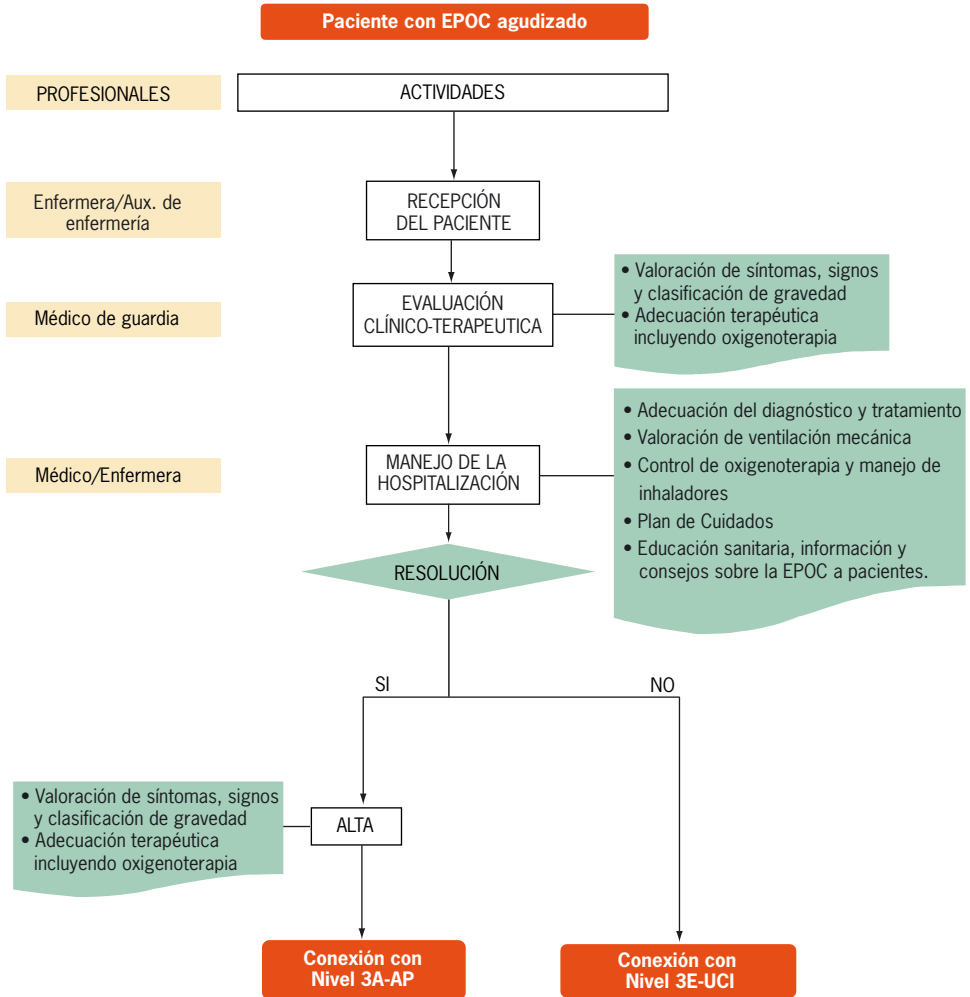 Paciente con EPOC agudizado
PROFESIONALES
ACTIVIDADES
Enfermera/Aux. de
enfermería
RECEPCIÓN
DEL PACIENTE
Médico de guardia
EVALUACIÓN
CLÍNICO-TERAPEUTICA
• Valoración de síntomas, signos
y clasificación de gravedad
• Adecuación terapéutica
incluyendo oxigenoterapia
Médico/Enfermera
MANEJO DE LA
HOSPITALIZACIÓN
• Adecuación del diagnóstico y tratamiento
• Valoración de ventilación mecánica
• Control de oxigenoterapia y manejo de
inhaladores
• Plan de Cuidados
• Educación sanitaria, información y
consejos sobre la EPOC a pacientes.
RESOLUCIÓN
SI
NO
• Valoración de síntomas, signos
y clasificación de gravedad
• Adecuación terapéutica
incluyendo oxigenoterapia
ALTA
Conexión con
Nivel 3A-AP
Conexión con
Nivel 3E-UCI